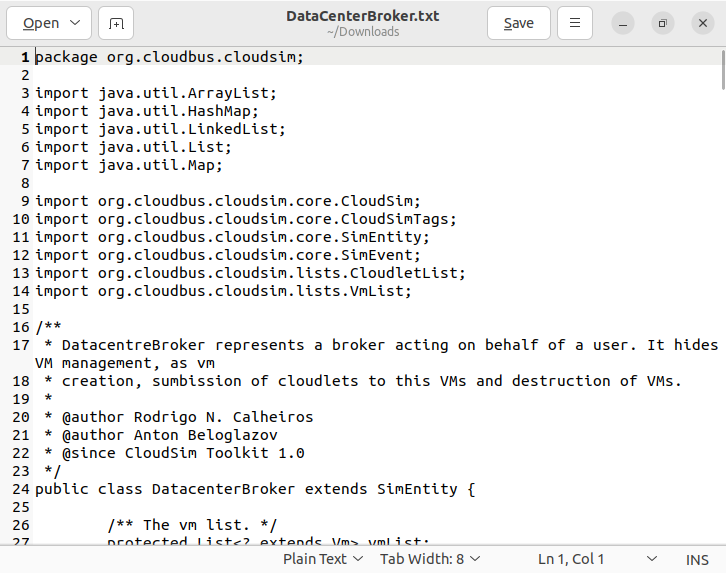 Open
DataCenterBroker.txt
~/Downloads
Save
1 package org.cloudbus.cloudsim;
2
3 import java.util.ArrayList;
4 import java.util.HashMap;
5 import java.util.LinkedList;
6 import java.util.List;
7 import java.util.Map;
8
9 import org.cloudbus.cloudsim.core.CloudSim;
10 import org.cloudbus.cloudsim.core.CloudSimTags;
11 import org.cloudbus.cloudsim.core.SimEntity;
12 import org.cloudbus.cloudsim.core.SimEvent;
13 import org.cloudbus.cloudsim.lists.CloudletList;
14 import org.cloudbus.cloudsim.lists.VmList;
15
16 /**
17  * DatacentreBroker represents a broker acting on behalf of a user. It hides
VM management, as vm
18  * creation, sumbission of cloudlets to this VMs and destruction of VMs.
19  *
20  * @author Rodrigo N. Calheiros
21  * @author Anton Beloglazov
22  * @since CloudSim Toolkit 1.0
23  */
24 public class DatacenterBroker extends SimEntity {
25
26         /** The vm list. */
27         protected List<? extends Vm> vmList;
Plain Text Tab Width: 8 Ln 1, Col 1 INS